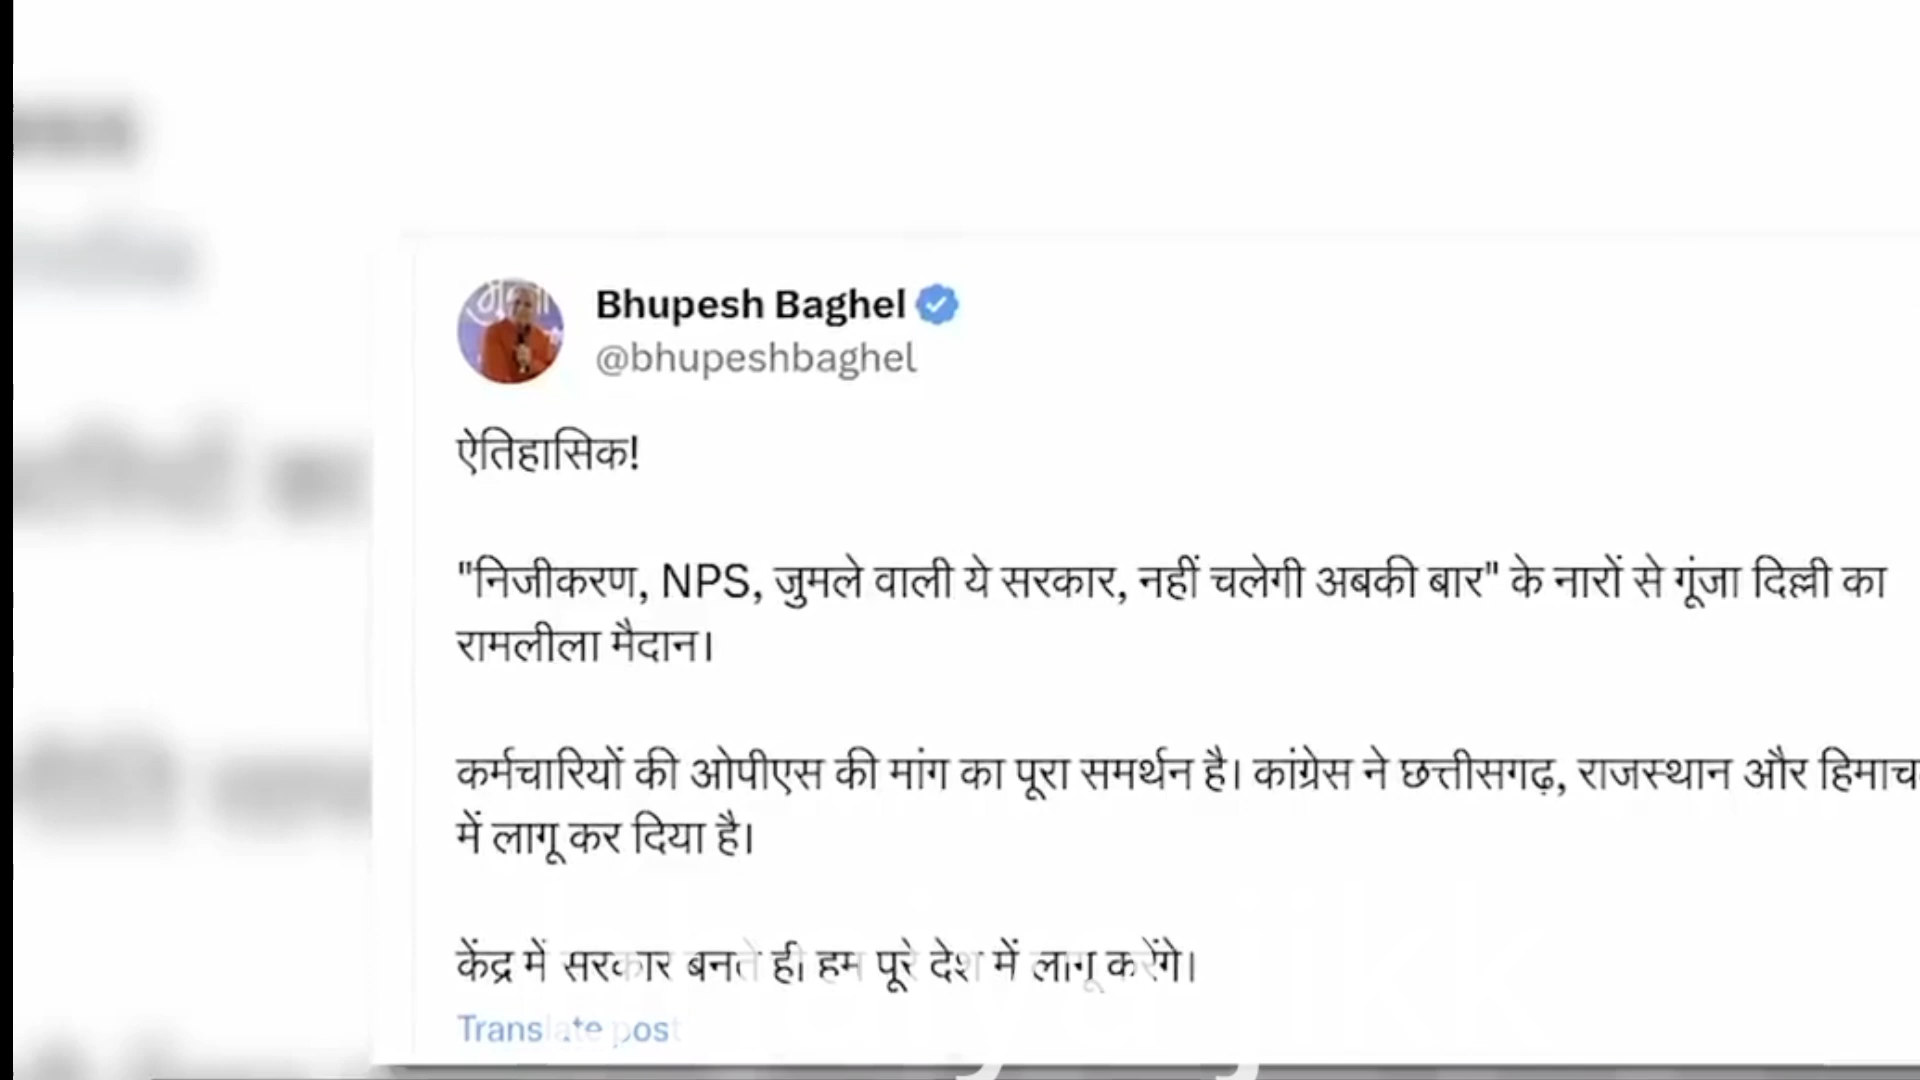 Bhupesh Baghel
@bhupeshbaghel
ऐतिहासिक!
"निजीकरण, NPS, जुमले वाली ये सरकार, नहीं चलेगी अबकी बार" के नारों से गूंजा दिल्ली का
रामलीला मैदान।
कर्मचारियों की ओपीएस की मांग का पूरा समर्थन है। कांग्रेस ने छत्तीसगढ़, राजस्थान और
में लागू कर दिया है।
केंद्र में सरकार बनते ही हम पूरे देश में लागू करेंगे।
Translate post